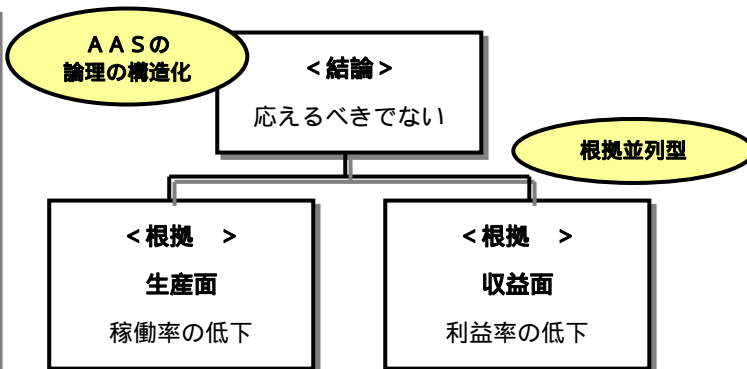 ＡＡＳの
論理の構造化
＜結論＞
応えるべきでない
根拠並列型
＜根拠　＞
生産面
稼働率の低下
＜根拠　＞
収益面
利益率の低下